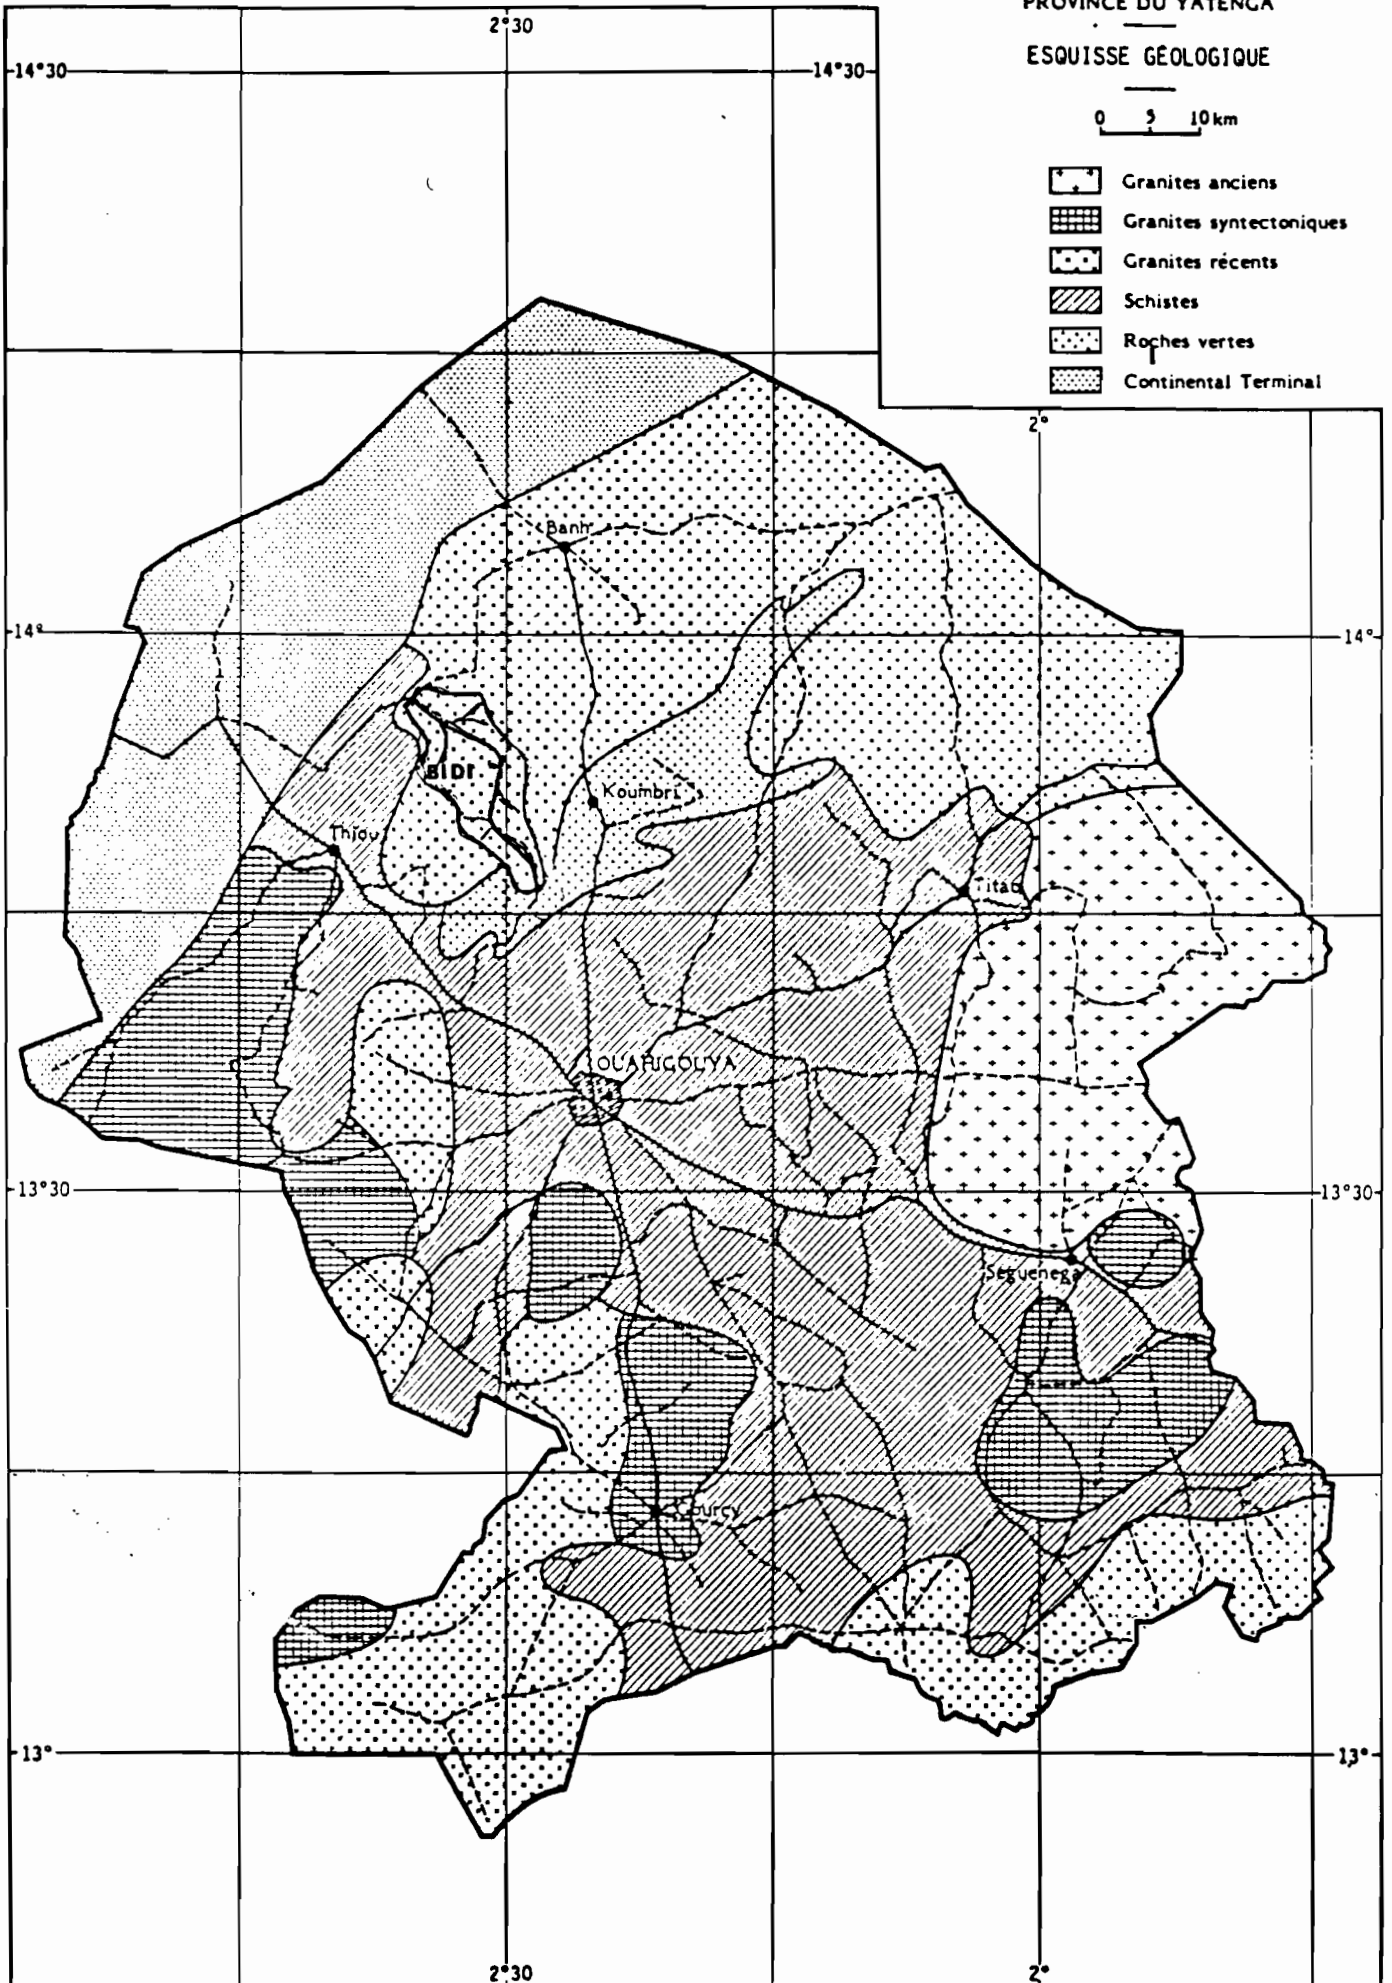 PROVINCE DU YATENGA
ESQUISSE GÉOLOGIQUE
0 5 10 km
Granites anciens
Granites syntectoniques
Granites récents
Schistes
Roches vertes
Continental Terminal
2°30
14°30
14°30
2°
Banh
14°
14°
BIDI
Koumbri
Thiou
Titao
OUAHIGOUYA
13°30
13°30
Séguénéga
Gourcy
13°
13°
2°30
2°